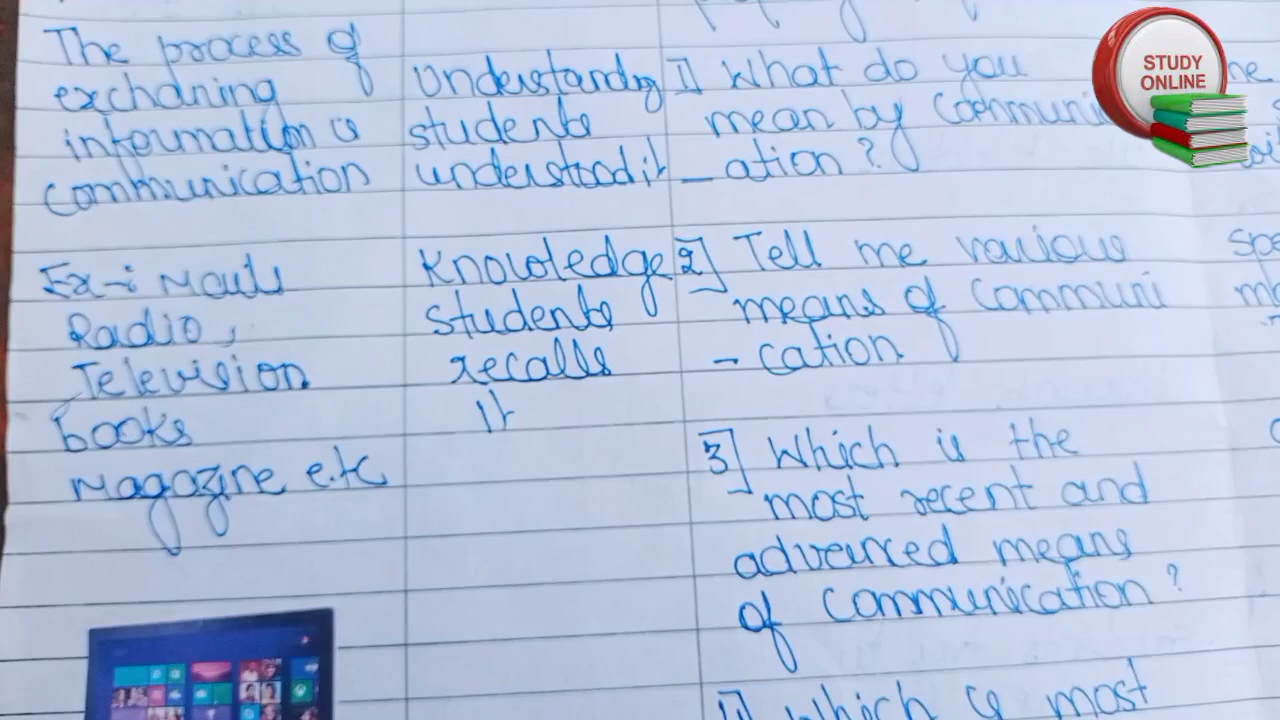 The process of
exchaning
information is
communication
Ex-: Mails
Radio,
Television
books
Magazine e.tc
Understanding
students
understood it
Knowledge
students
recalls
it
1] What do you
mean by communi
- ation ?
2] Tell me various
means of communi
- cation
3] Which is the
most recent and
advanced means
of communication ?
Which is most
STUDY
ONLINE